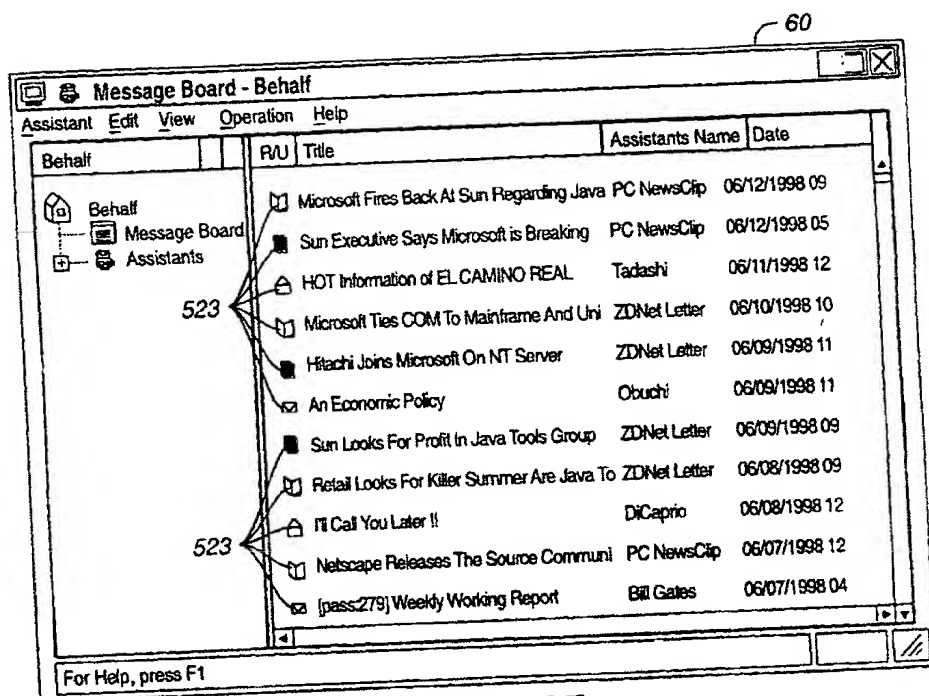 60
Message Board - Behalf
Assistant Edit View Operation Help
Behalf R/U Title Assistants Name Date
Behalf
Message Board
Assistants
523
Microsoft Fires Back At Sun Regarding Java PC NewsClip 06/12/1998 09
Sun Executive Says Microsoft is Breaking PC NewsClip 06/12/1998 05
HOT Information of EL CAMINO REAL Tadashi 06/11/1998 12
Microsoft Ties COM To Mainframe And Uni ZDNet Letter 06/10/1998 10
Hitachi Joins Microsoft On NT Server ZDNet Letter 06/09/1998 11
An Economic Policy Obuchi 06/09/1998 11
Sun Looks For Profit In Java Tools Group ZDNet Letter 06/09/1998 09
Retail Looks For Killer Summer Are Java To ZDNet Letter 06/08/1998 09
I'll Call You Later !! DiCaprio 06/08/1998 12
523
Netscape Releases The Source Communi PC NewsClip 06/07/1998 12
[pass:279] Weekly Working Report Bill Gates 06/07/1998 04
For Help, press F1